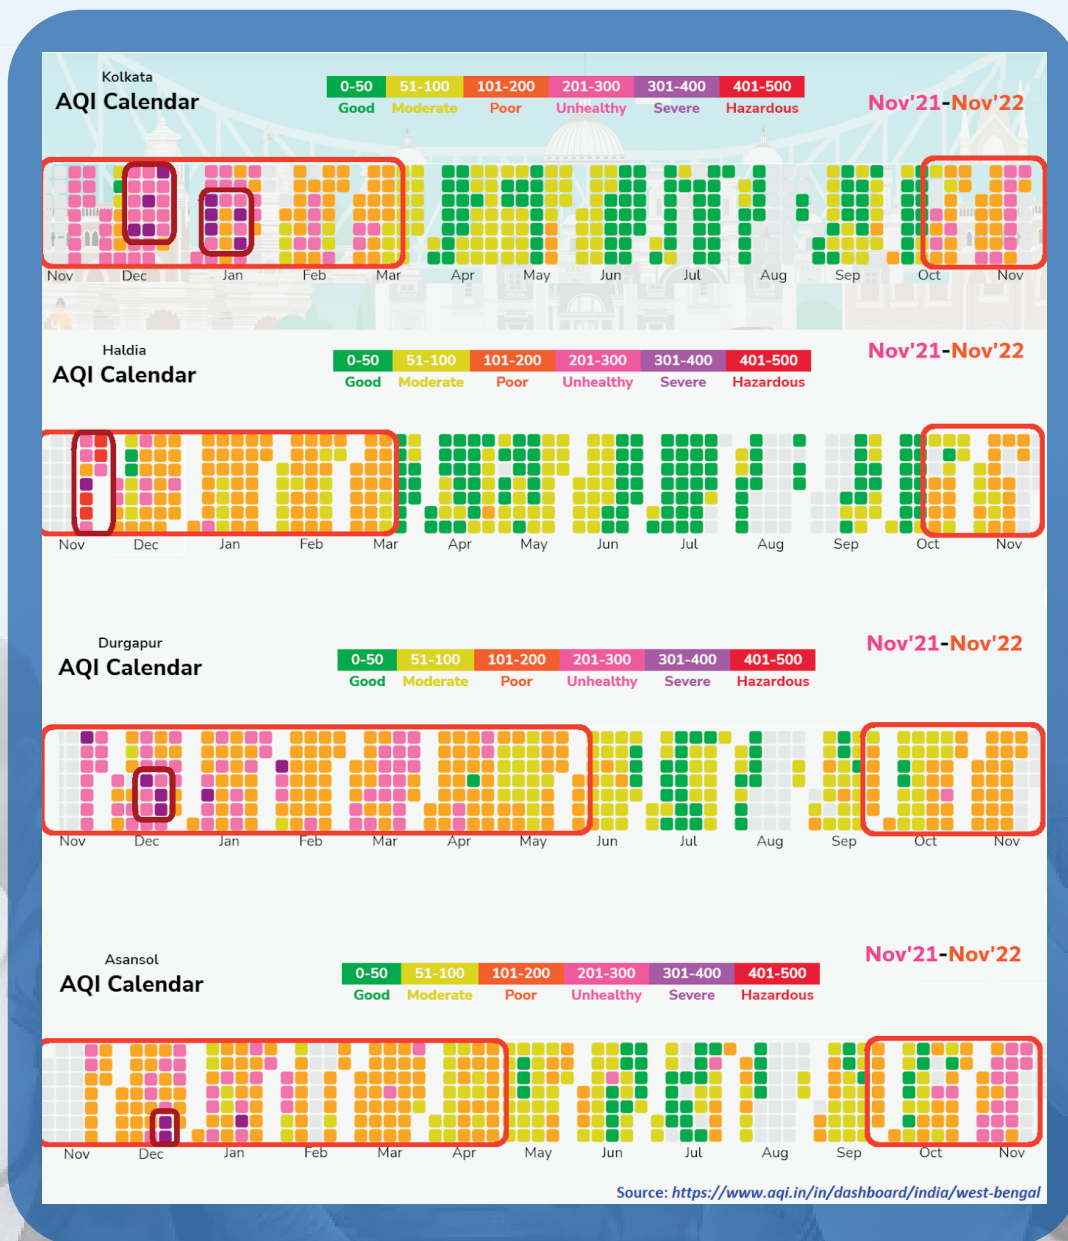 Kolkata
AQI Calendar
0-50 51-100 101-200 201-300 301-400 401-500
Good Moderate Poor Unhealthy Severe Hazardous
Nov'21-Nov'22
Nov Dec Jan Feb Mar Apr May Jun Jul Aug Sep Oct Nov
Haldia
AQI Calendar
0-50 51-100 101-200 201-300 301-400 401-500
Good Moderate Poor Unhealthy Severe Hazardous
Nov'21-Nov'22
Nov Dec Jan Feb Mar Apr May Jun Jul Aug Sep Oct Nov
Durgapur
AQI Calendar
0-50 51-100 101-200 201-300 301-400 401-500
Good Moderate Poor Unhealthy Severe Hazardous
Nov'21-Nov'22
Nov Dec Jan Feb Mar Apr May Jun Jul Aug Sep Oct Nov
Asansol
AQI Calendar
0-50 51-100 101-200 201-300 301-400 401-500
Good Moderate Poor Unhealthy Severe Hazardous
Nov'21-Nov'22
Nov Dec Jan Feb Mar Apr May Jun Jul Aug Sep Oct Nov
Source: https://www.aqi.in/in/dashboard/india/west-bengal